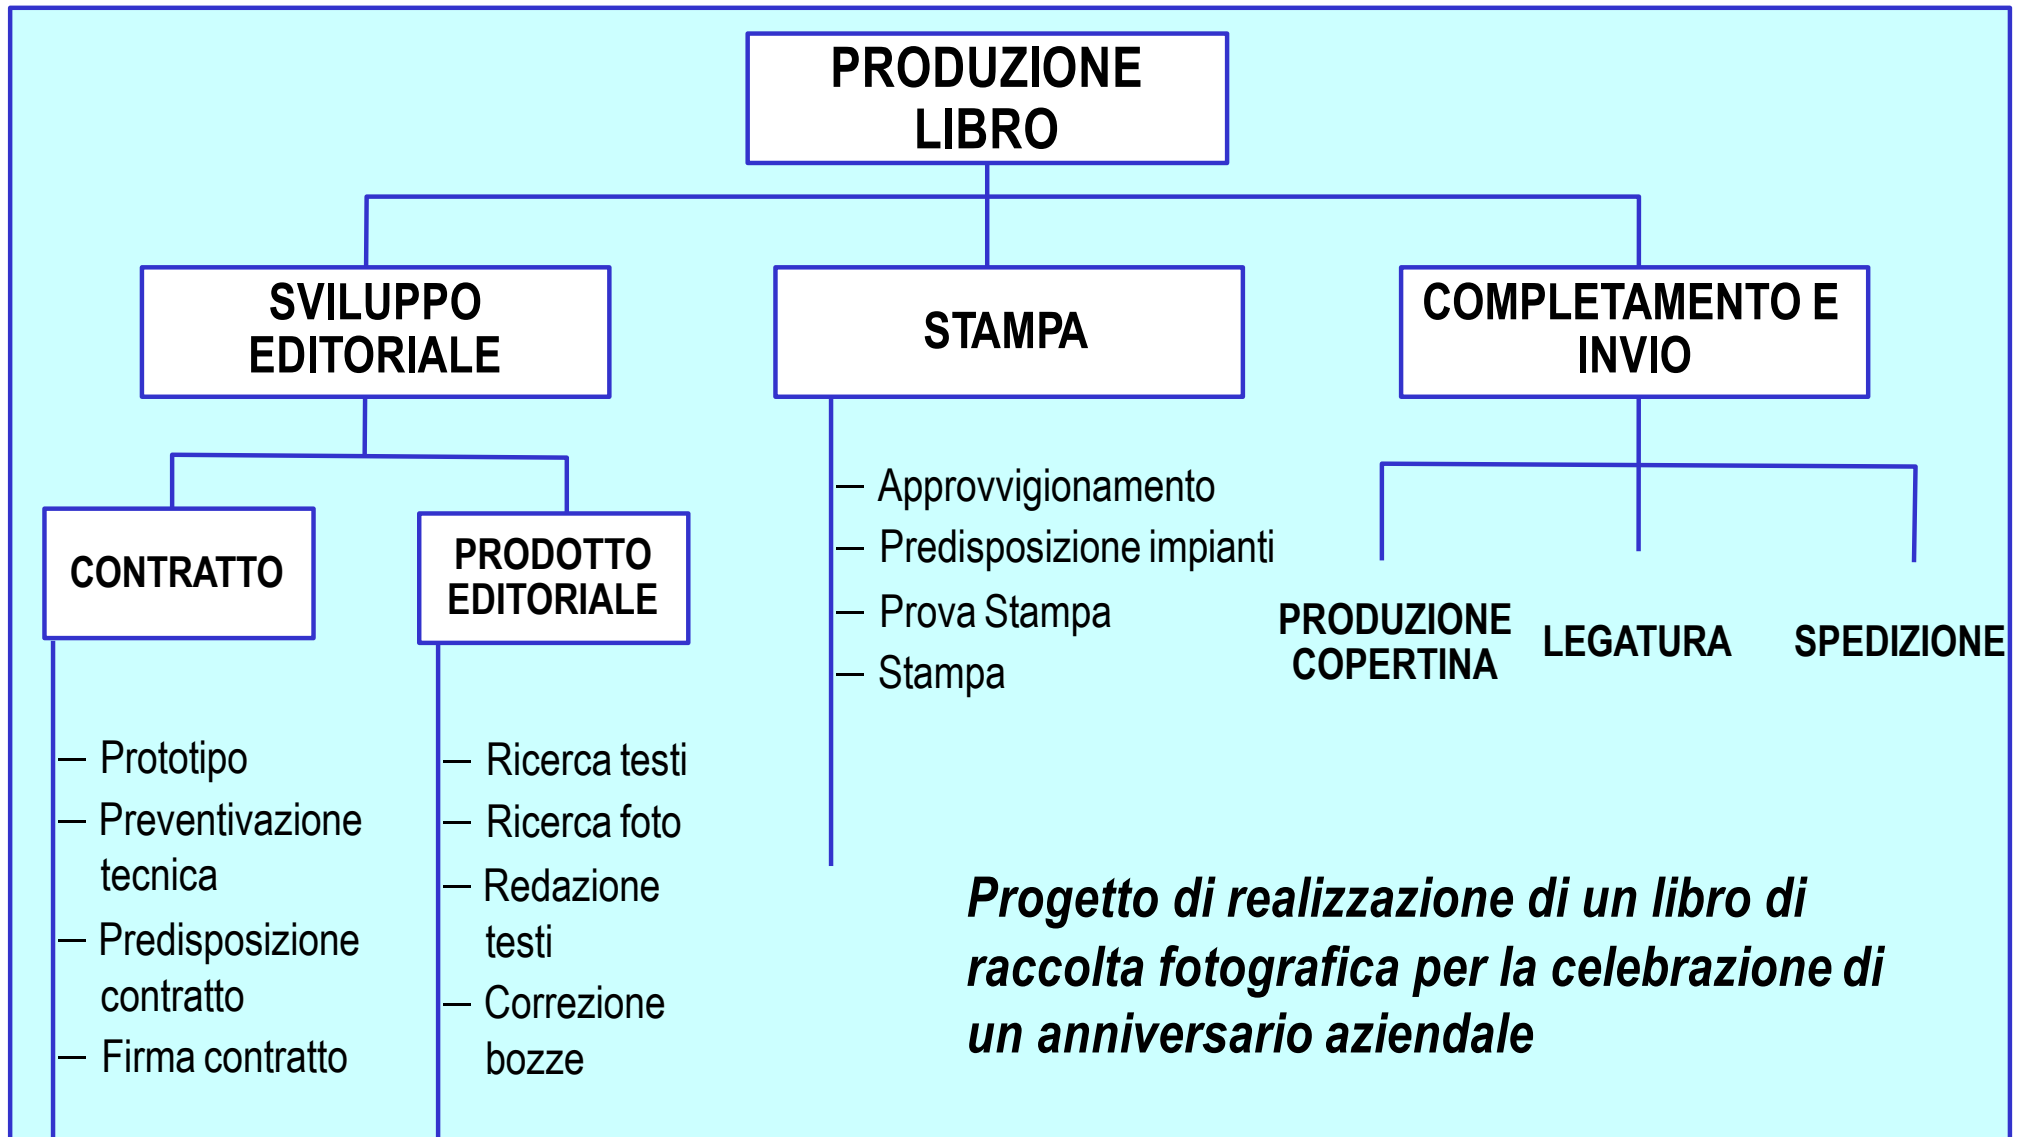 PRODUZIONE
LIBRO
SVILUPPO
EDITORIALE
STAMPA
COMPLETAMENTO E
INVIO
CONTRATTO
PRODOTTO
EDITORIALE
– Approvvigionamento
– Predisposizione impianti
– Prova Stampa
– Stampa
PRODUZIONE
COPERTINA
LEGATURA
SPEDIZIONE
– Prototipo
– Preventivazione
tecnica
– Predisposizione
contratto
– Firma contratto
– Ricerca testi
– Ricerca foto
– Redazione
testi
– Correzione
bozze
Progetto di realizzazione di un libro di
raccolta fotografica per la celebrazione di
un anniversario aziendale